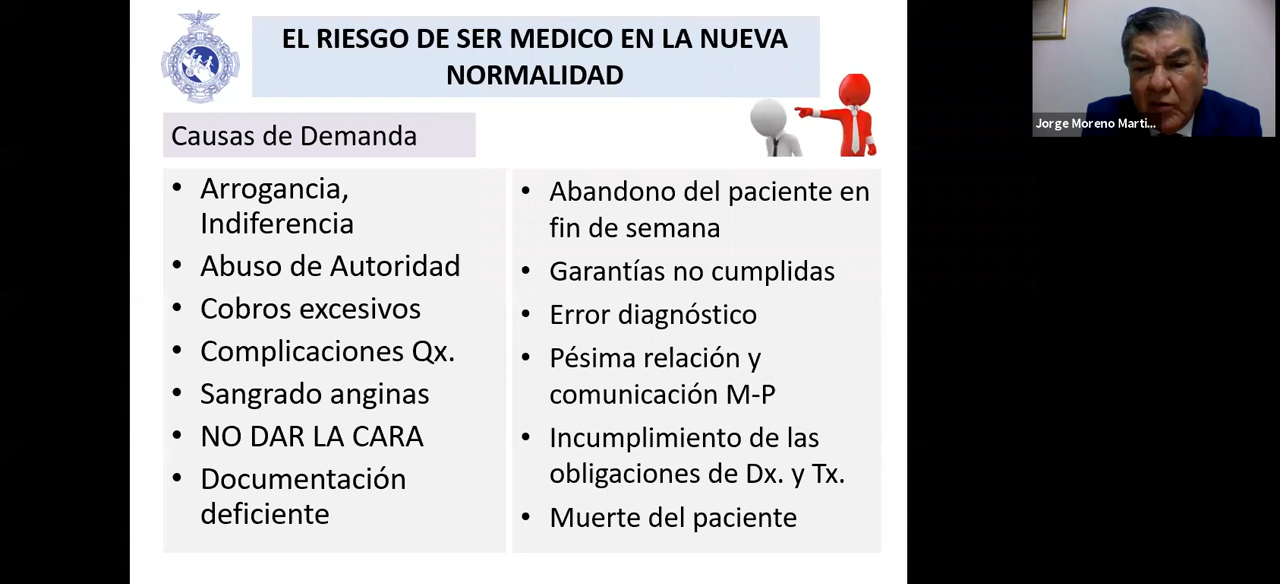 EL RIESGO DE SER MEDICO EN LA NUEVA
NORMALIDAD
Causas de Demanda
• Arrogancia,
Indiferencia
• Abuso de Autoridad
• Cobros excesivos
• Complicaciones Qx.
• Sangrado anginas
• NO DAR LA CARA
• Documentación
deficiente
• Abandono del paciente en
fin de semana
• Garantías no cumplidas
• Error diagnóstico
• Pésima relación y
comunicación M-P
• Incumplimiento de las
obligaciones de Dx. y Tx.
• Muerte del paciente
Jorge Moreno Marti...